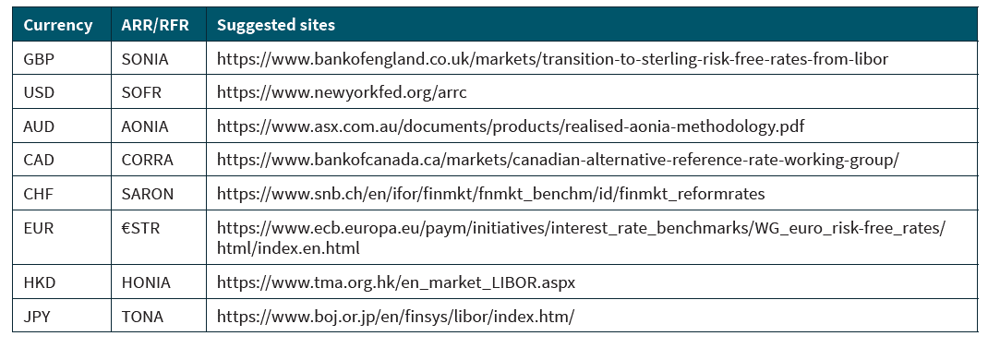 Currency ARR/RFR Suggested sites
GBP SONIA https://www.bankofengland.co.uk/markets/transition-to-sterling-risk-free-rates-from-libor
USD SOFR https://www.newyorkfed.org/arrc
AUD AONIA https://www.asx.com.au/documents/products/realised-aonia-methodology.pdf
CAD CORRA https://www.bankofcanada.ca/markets/canadian-alternative-reference-rate-working-group/
CHF SARON https://www.snb.ch/en/ifor/finmkt/fnmkt_benchm/id/finmkt_reformrates
EUR €STR https://www.ecb.europa.eu/paym/initiatives/interest_rate_benchmarks/WG_euro_risk-free_rates/
html/index.en.html
HKD HONIA https://www.tma.org.hk/en_market_LIBOR.aspx
JPY TONA https://www.boj.or.jp/en/finsys/libor/index.htm/